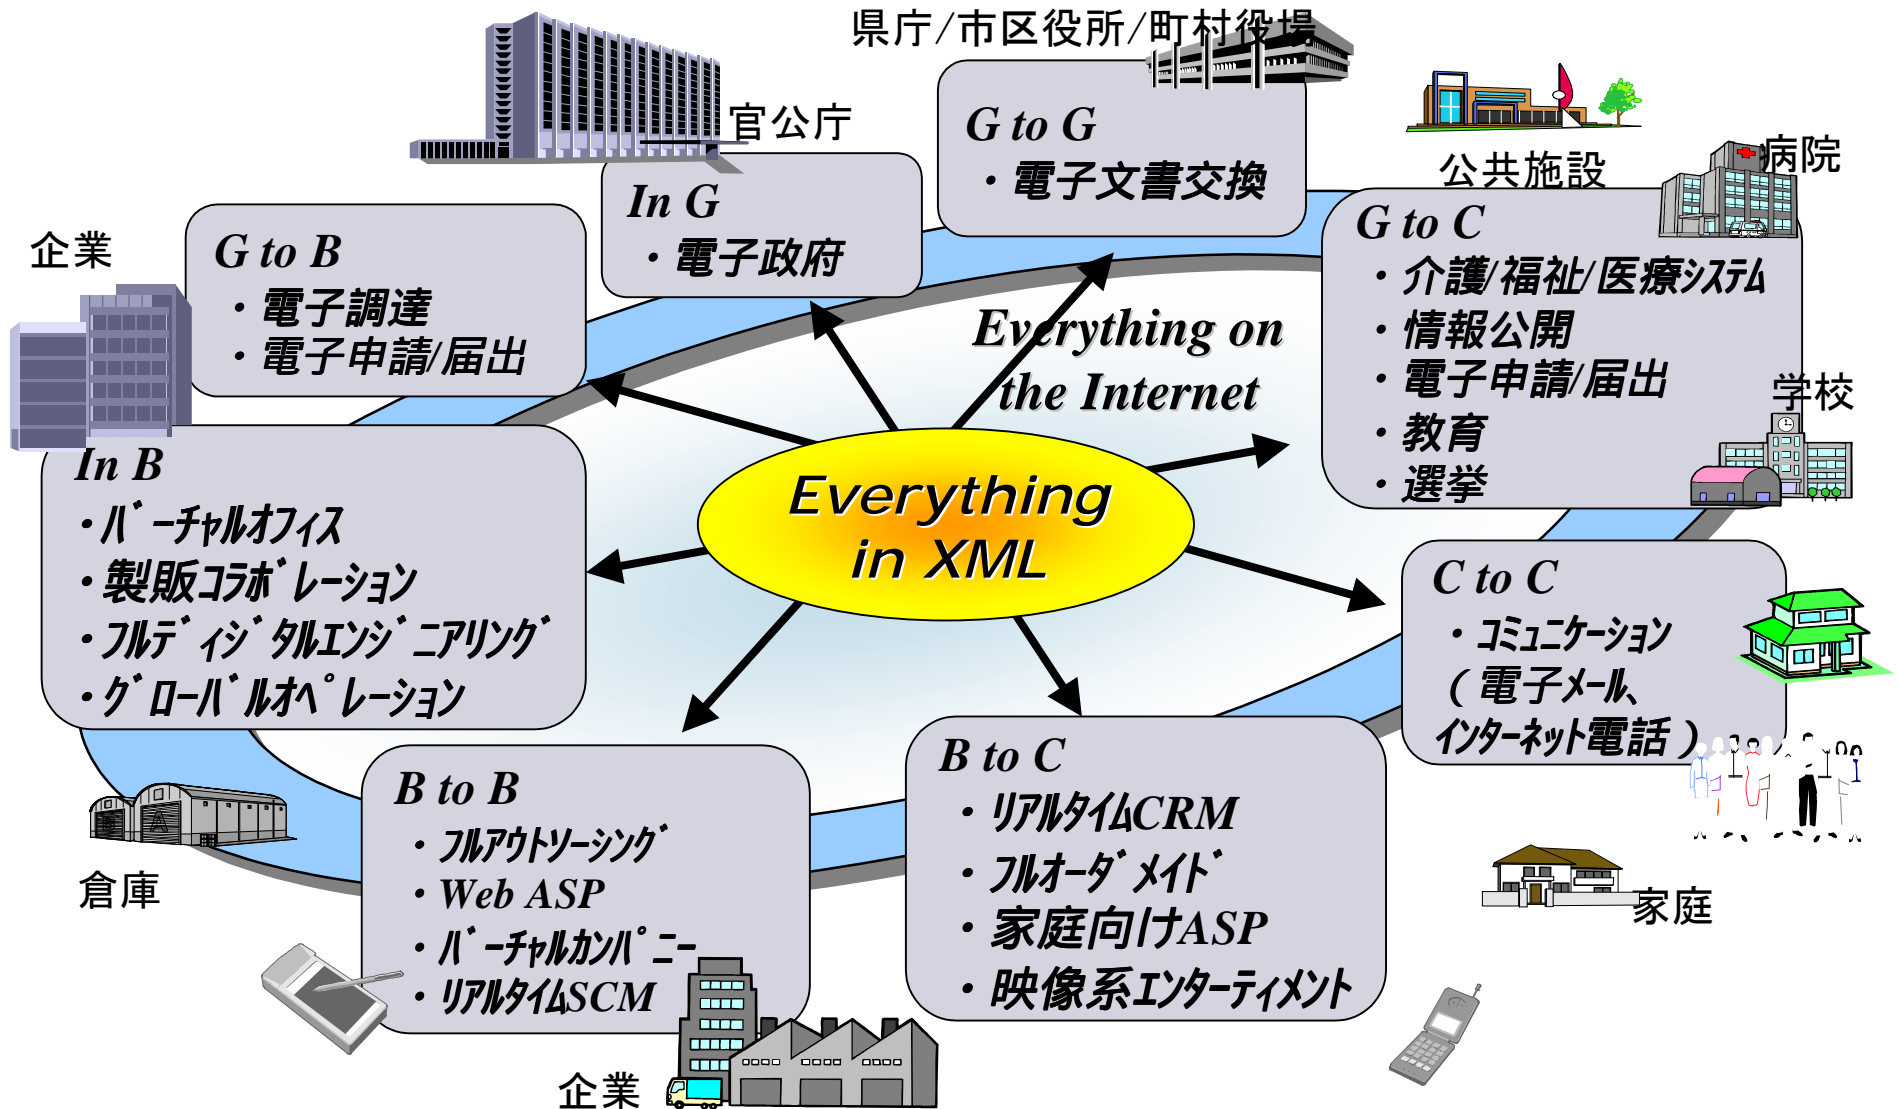 県庁/市区役所/町村役場
官公庁
G to G
・電子文書交換
公共施設
病院
In G
・電子政府
企業
G to B
・電子調達
・電子申請/届出
G to C
・介護/福祉/医療ｼｽﾃﾑ
・情報公開
・電子申請/届出
・教育
・選挙
学校
Everything on
the Internet
Everything
in XML
In B
・ﾊﾞｰﾁｬﾙｵﾌｨｽ
・製販ｺﾗﾎﾞﾚｰｼｮﾝ
・ﾌﾙﾃﾞｨｼﾞﾀﾙｴﾝｼﾞﾆｱﾘﾝｸﾞ
・ｸﾞﾛｰﾊﾞﾙｵﾍﾟﾚｰｼｮﾝ
C to C
・ｺﾐｭﾆｹｰｼｮﾝ
（電子ﾒｰﾙ、
ｲﾝﾀｰﾈｯﾄ電話）
B to B
・ﾌﾙｱｳﾄｿｰｼﾝｸﾞ
・Web ASP
・ﾊﾞｰﾁｬﾙｶﾝﾊﾟﾆｰ
・ﾘｱﾙﾀｲﾑSCM
B to C
・ﾘｱﾙﾀｲﾑCRM
・ﾌﾙｵｰﾀﾞﾒｲﾄﾞ
・家庭向けASP
・映像系ｴﾝﾀｰﾃｨﾒﾝﾄ
倉庫
家庭
企業